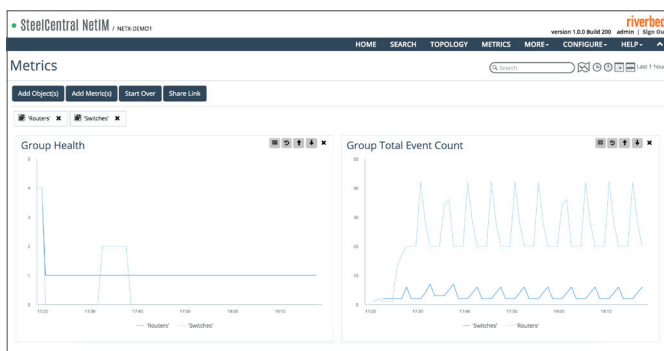 SteelCentral NetIM / NETX-DEMO1
riverbed
version 1.0.0 Build 200 admin | Sign Out
HOME SEARCH TOPOLOGY METRICS MORE CONFIGURE HELP
Metrics
Search
Last 1 hour
Add Object(s) Add Metric(s) Start Over Share Link
'Routers' ✖ 'Switches' ✖
Group Health
5
4
3
2
1
0
17:20 17:30 17:40 17:50 18:00 18:10
'Routers' 'Switches'
Group Total Event Count
50
40
30
20
10
0
17:20 17:30 17:40 17:50 18:00 18:10
'Switches' 'Routers'